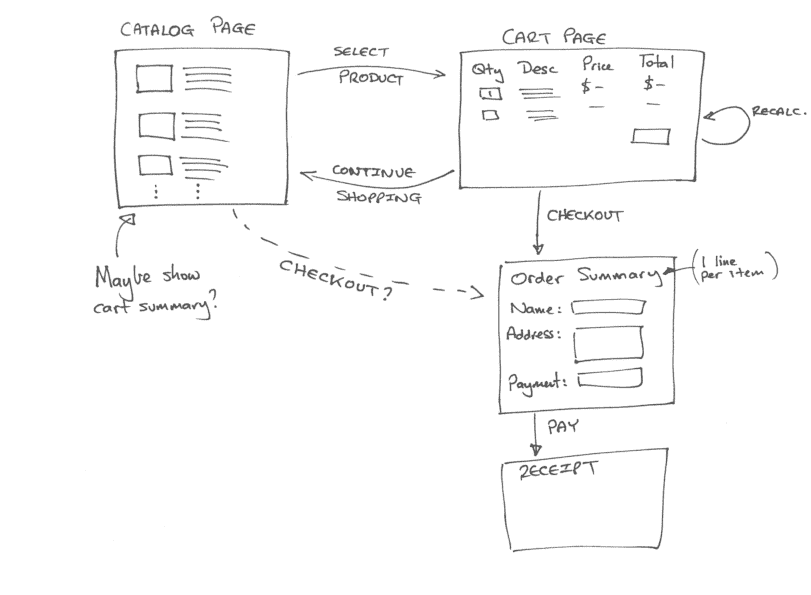 CATALOG PAGE
SELECT
PRODUCT
CART PAGE
Qty Desc Price Total
1 $- $-
RECALC.
CONTINUE
SHOPPING
CHECKOUT
Maybe show
cart summary?
CHECKOUT?
Order Summary
(1 line
per item)
Name:
Address:
Payment:
PAY
RECEIPT